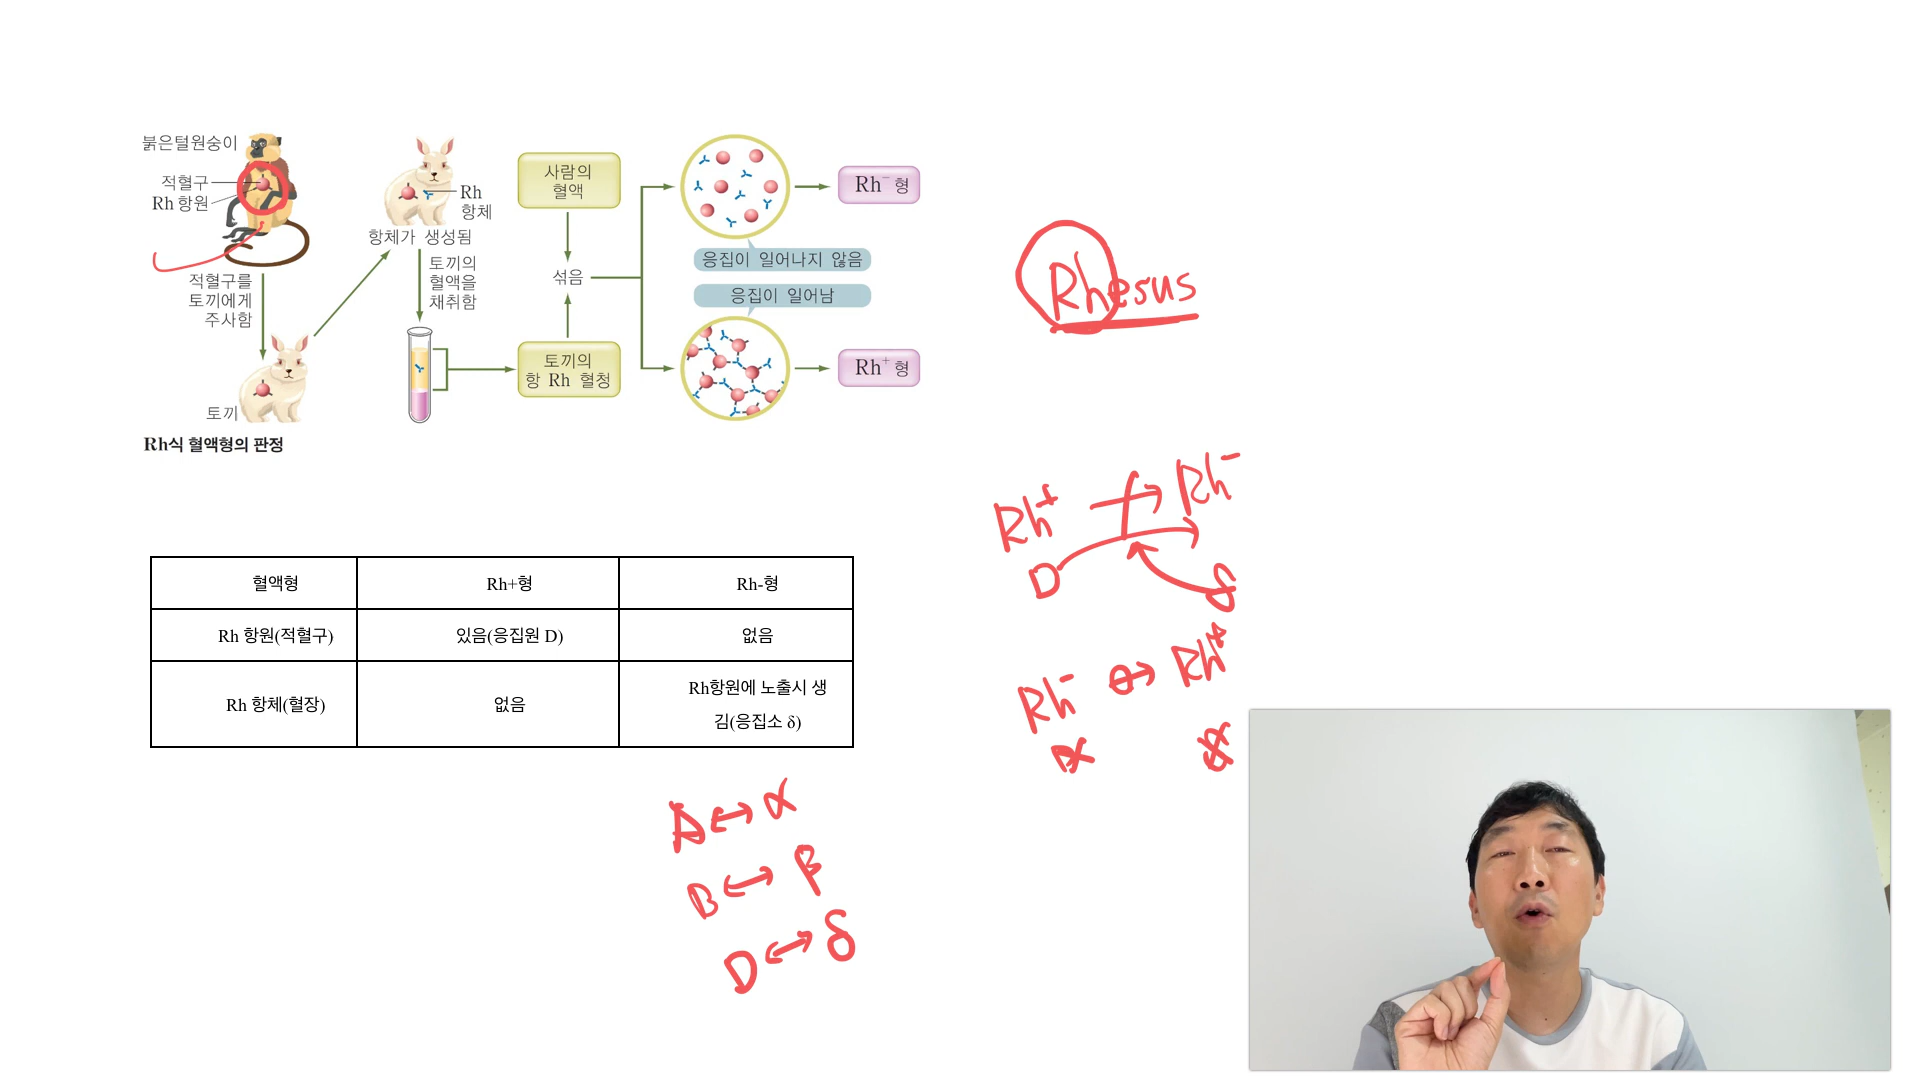 붉은털원숭이
적혈구
Rh 항원
적혈구를
토끼에게
주사함
토끼
Rh
항체
항체가 생성됨
토끼의
혈액을
채취함
사람의
혈액
섞음
토끼의
항 Rh 혈청
응집이 일어나지 않음
응집이 일어남
Rh⁻형
Rh⁺형
Rh식 혈액형의 판정
Rhesus
Rh⁺ → Rh⁻
D δ
Rh⁻ → Rh⁺
혈액형 Rh+형 Rh-형
Rh 항원(적혈구) 있음(응집원 D) 없음
Rh 항체(혈장) 없음 Rh항원에 노출시 생
김(응집소 δ)
A ↔ α
B ↔ β
D ↔ δ